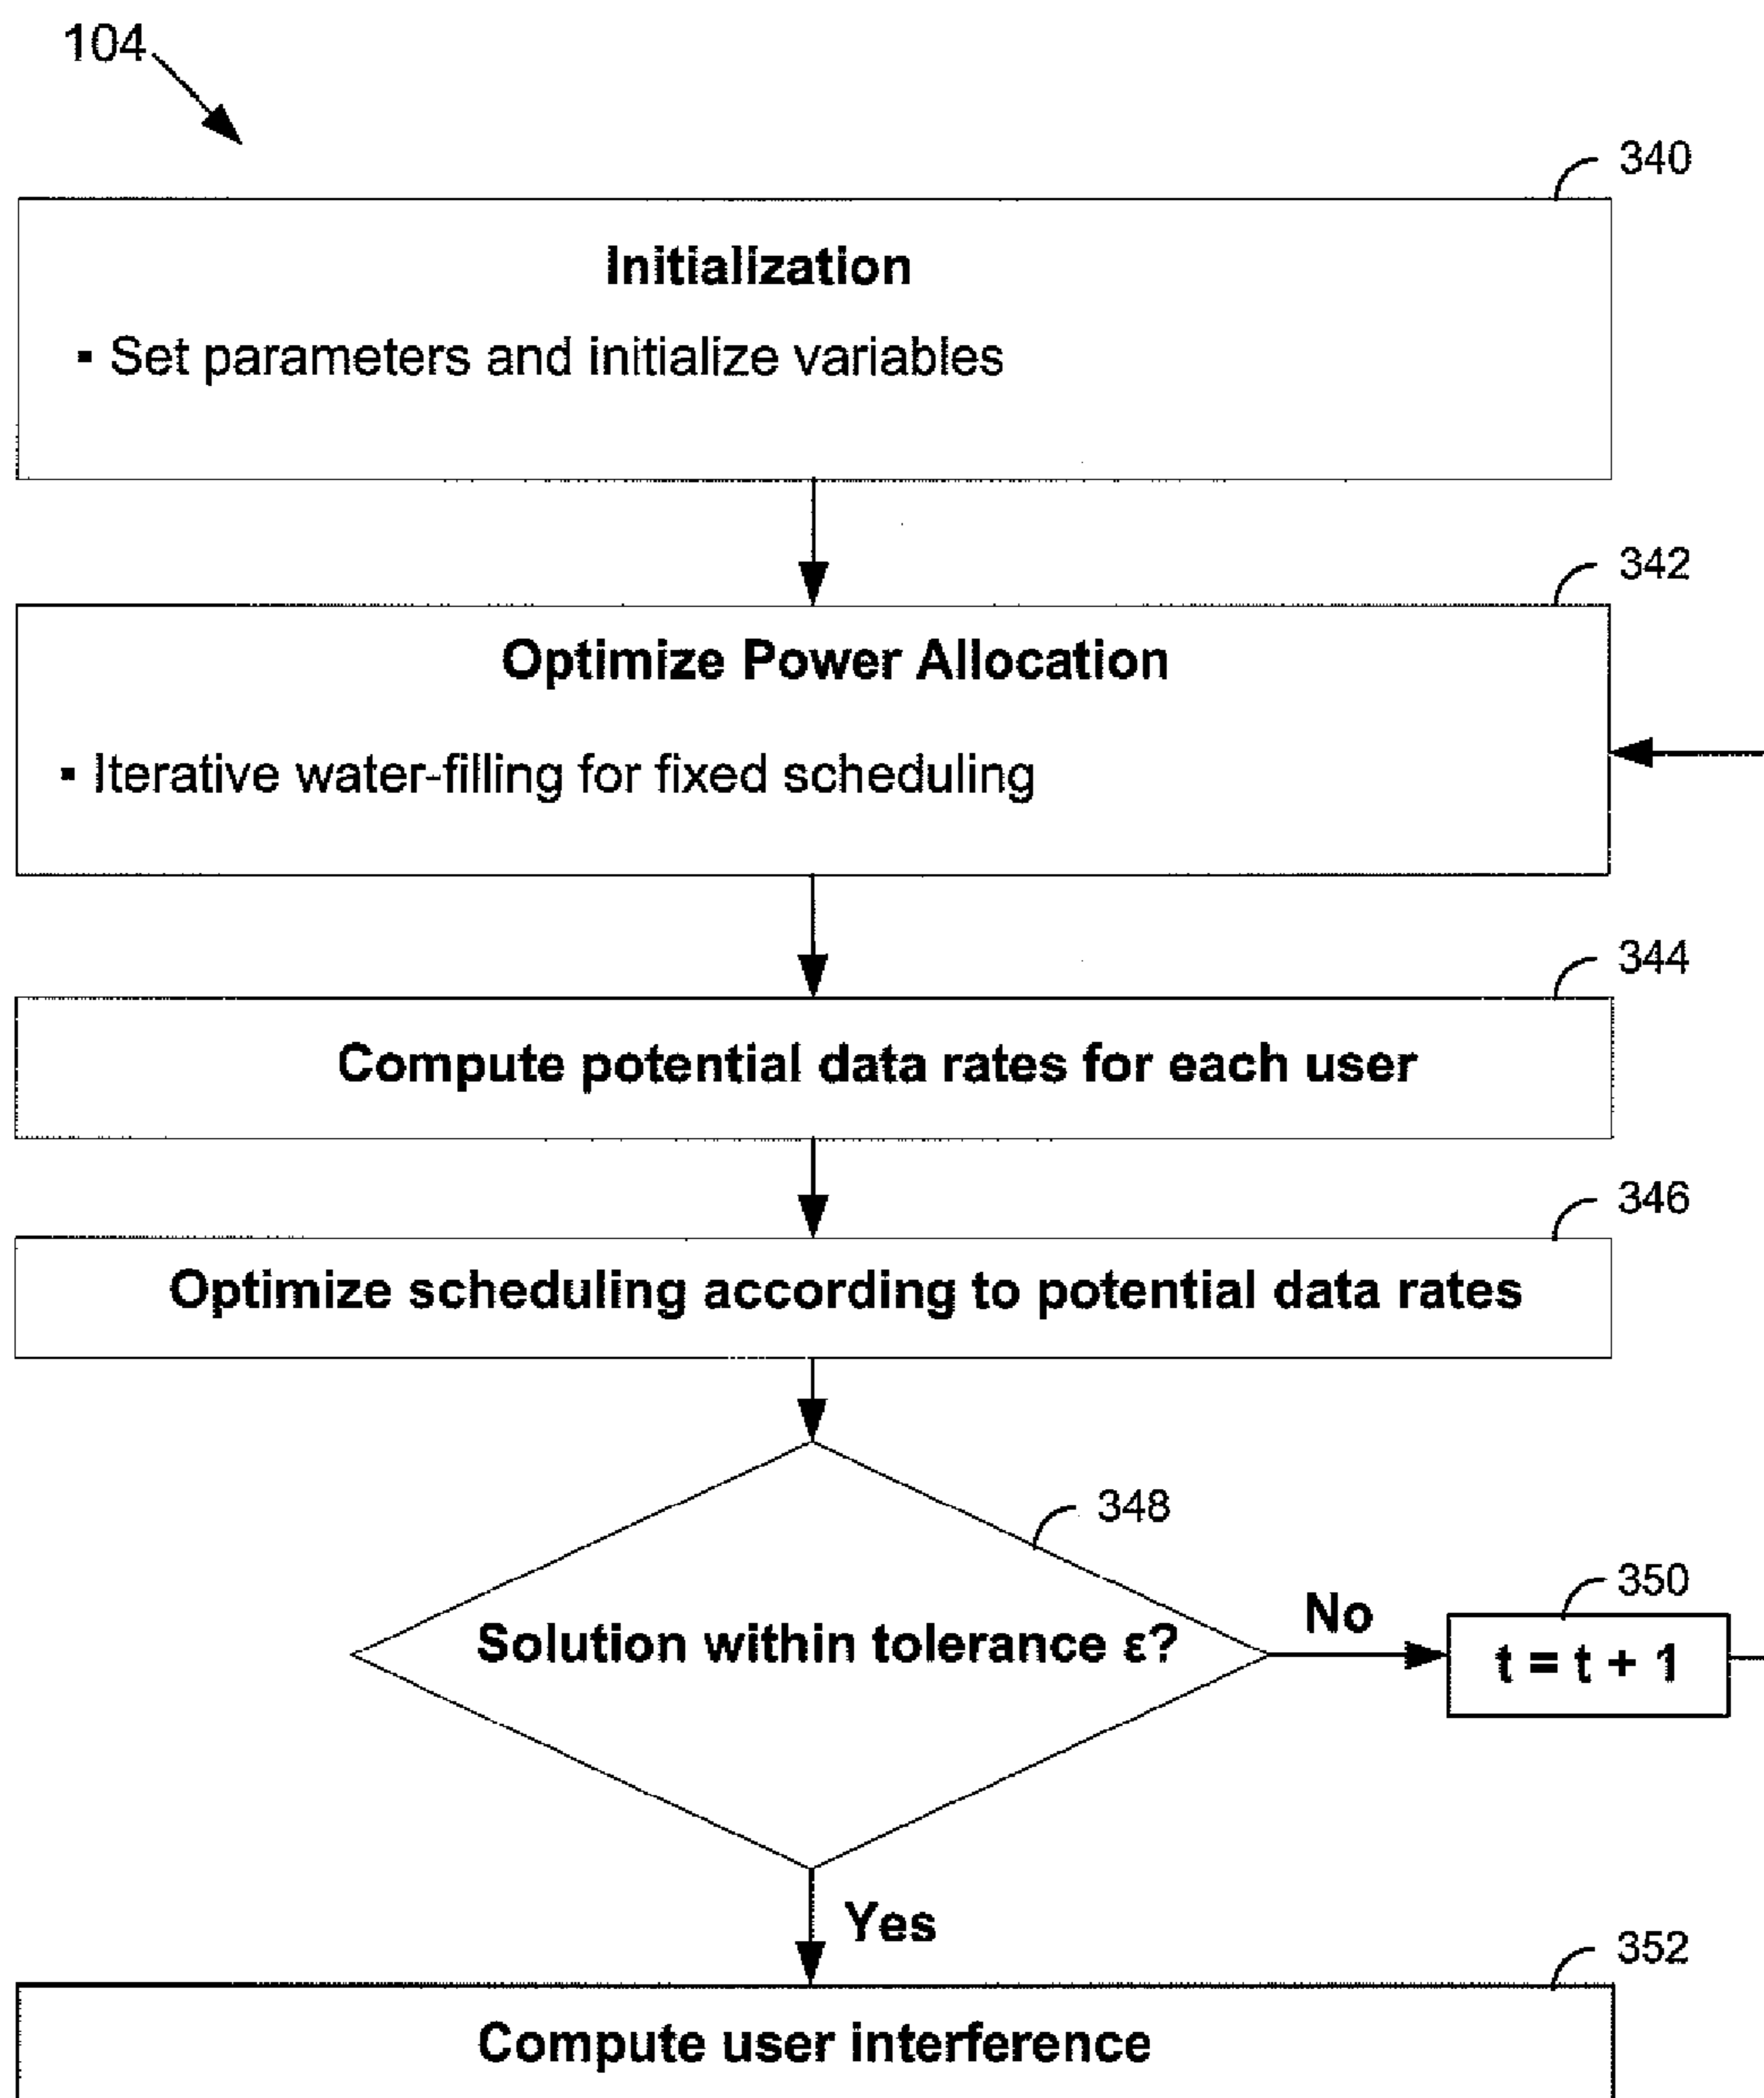 104
340
Initialization
▪ Set parameters and initialize variables
342
Optimize Power Allocation
▪ Iterative water-filling for fixed scheduling
344
Compute potential data rates for each user
346
Optimize scheduling according to potential data rates
348
Solution within tolerance ε?
No
350
t = t + 1
Yes
352
Compute user interference